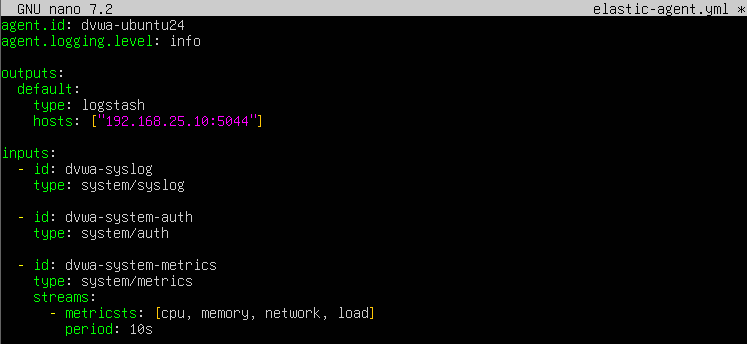 GNU nano 7.2 elastic-agent.yml *
agent.id: dvwa-ubuntu24
agent.logging.level: info
outputs:
  default:
    type: logstash
    hosts: ["192.168.25.10:5044"]
inputs:
  - id: dvwa-syslog
    type: system/syslog
  - id: dvwa-system-auth
    type: system/auth
  - id: dvwa-system-metrics
    type: system/metrics
    streams:
      - metricsts: [cpu, memory, network, load]
        period: 10s